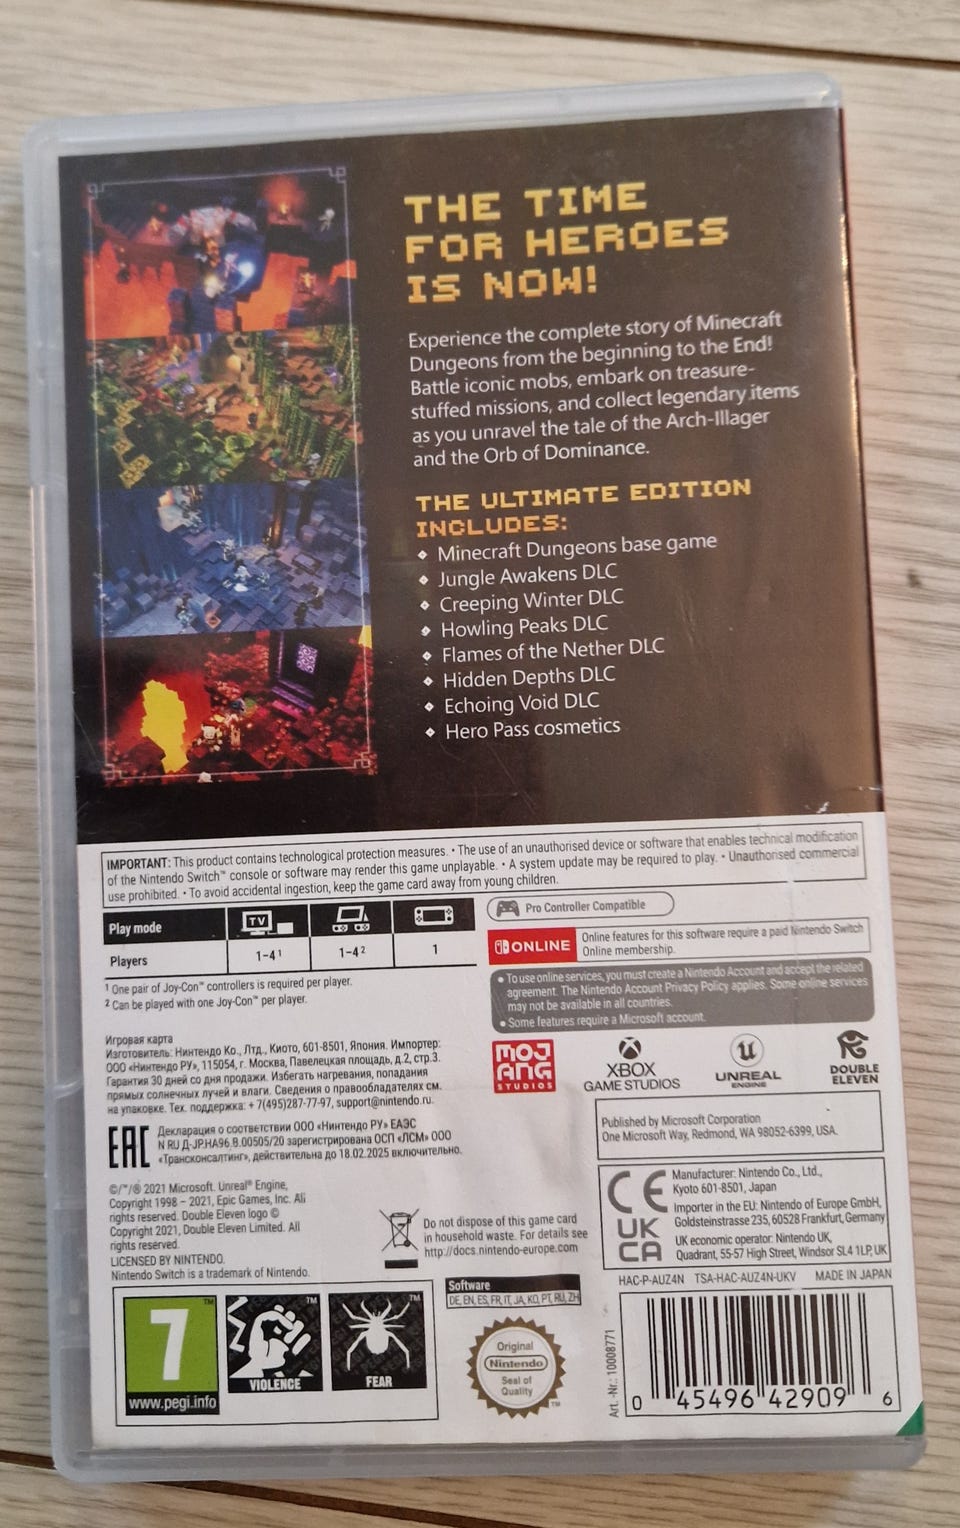 THE TIME
FOR HEROES
IS NOW!
Experience the complete story of Minecraft
Dungeons from the beginning to the End!
Battle iconic mobs, embark on treasure-
stuffed missions, and collect legendary items
as you unravel the tale of the Arch-Illager
and the Orb of Dominance.
THE ULTIMATE EDITION
INCLUDES:
Minecraft Dungeons base game
Jungle Awakens DLC
Creeping Winter DLC
Howling Peaks DLC
Flames of the Nether DLC
Hidden Depths DLC
Echoing Void DLC
Hero Pass cosmetics
IMPORTANT: This product contains technological protection measures. • The use of an unauthorised device or software that enables technical modification
of the Nintendo Switch™ console or software may render this game unplayable. • A system update may be required to play. • Unauthorised commercial
use prohibited. • To avoid accidental ingestion, keep the game card away from young children.
Play mode TV
Players 1-4¹ 1-4² 1
¹ One pair of Joy-Con™ controllers is required per player.
² Can be played with one Joy-Con™ per player.
Pro Controller Compatible
ONLINE
Online features for this software require a paid Nintendo Switch
Online membership.
• To use online services, you must create a Nintendo Account and accept the related
agreement. The Nintendo Account Privacy Policy applies. Some online services
may not be available in all countries.
• Some features require a Microsoft account.
Игровая карта
Изготовитель: Нинтендо Ко., Лтд., Киото, 601-8501, Япония. Импортер:
ООО «Нинтендо РУ», 115054, г. Москва, Павелецкая площадь, д.2, стр.3.
Гарантия 30 дней со дня продажи. Избегать нагревания, попадания
прямых солнечных лучей и влаги. Сведения о правообладателях см.
на упаковке. Тех. поддержка: + 7(495)287-77-97, support@nintendo.ru.
EAC
Декларация о соответствии ООО «Нинтендо РУ» ЕАЭС
N RU Д-JP.HA96.B.00505/20 зарегистрирована ОСП «ЛСМ» ООО
«Трансконсалтинг», действительна до 18.02.2025 включительно.
MOJ
ANG
STUDIOS
XBOX
GAME STUDIOS
UNREAL
ENGINE
DOUBLE
ELEVEN
Published by Microsoft Corporation
One Microsoft Way, Redmond, WA 98052-6399, USA.
©/™/® 2021 Microsoft. Unreal® Engine,
Copyright 1998 – 2021, Epic Games, Inc. All
rights reserved. Double Eleven logo ©
Copyright 2021, Double Eleven Limited. All
rights reserved.
LICENSED BY NINTENDO.
Nintendo Switch is a trademark of Nintendo.
Do not dispose of this game card
in household waste. For details see
http://docs.nintendo-europe.com
CE
UK
CA
Manufacturer: Nintendo Co., Ltd.,
Kyoto 601-8501, Japan
Importer in the EU: Nintendo of Europe GmbH,
Goldsteinstrasse 235, 60528 Frankfurt, Germany
UK economic operator: Nintendo UK,
Quadrant, 55-57 High Street, Windsor SL4 1LP, UK
HAC-P-AUZ4N TSA-HAC-AUZ4N-UKV MADE IN JAPAN
7
www.pegi.info
VIOLENCE
FEAR
Software
DE, EN, ES, FR, IT, JA, KO, PT, RU, ZH
Original
Nintendo
Seal of
Quality
Art.-Nr.: 10008771
0 45496 42909 6